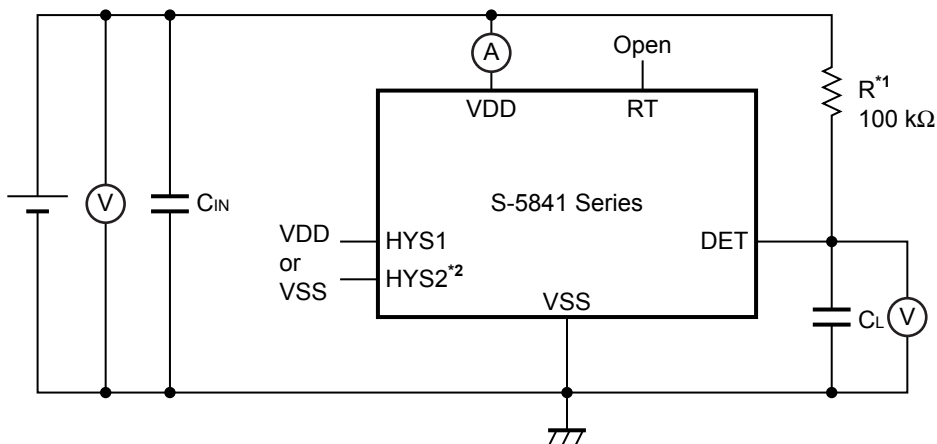 Open
A
VDD
RT
R*1
100 kΩ
V
CIN
S-5841 Series
VDD
or
VSS
HYS1
HYS2*2
DET
VSS
CL
V